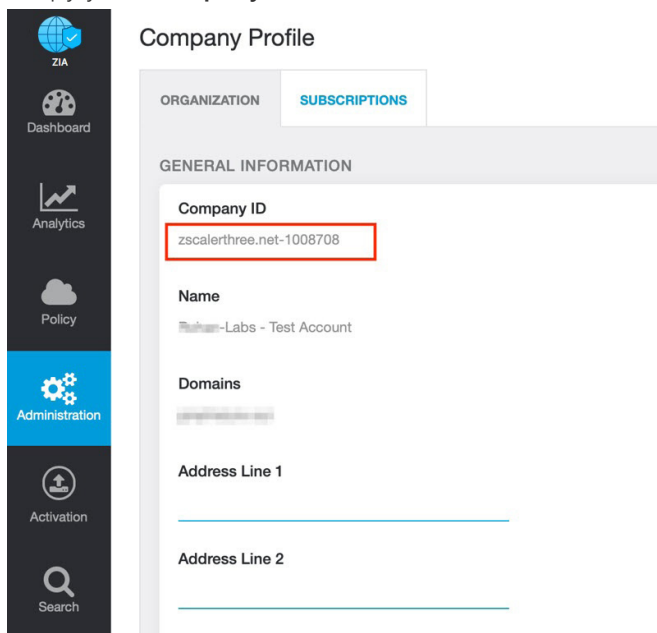 Company Profile
ZIA
ORGANIZATION
SUBSCRIPTIONS
Dashboard
GENERAL INFORMATION
Company ID
zscalerthree.net-1008708
Analytics
Name
-Labs - Test Account
Policy
Domains
Administration
Address Line 1
Activation
Address Line 2
Search